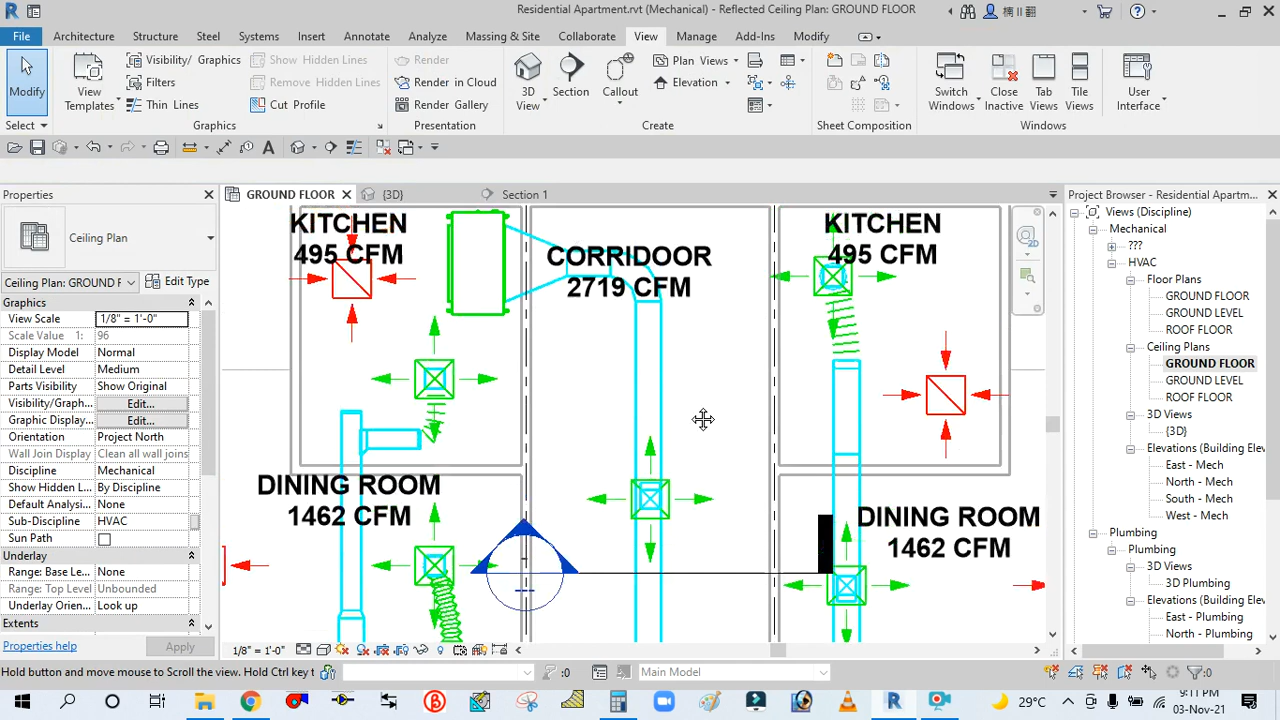 Residential Apartment.rvt (Mechanical) - Reflected Ceiling Plan: GROUND FLOOR
File Architecture Structure Steel Systems Insert Annotate Analyze Massing & Site Collaborate View Manage Add-Ins Modify
Modify
View Templates
Visibility/ Graphics
Filters
Thin Lines
Show Hidden Lines
Remove Hidden Lines
Cut Profile
Render
Render in Cloud
Render Gallery
3D View
Section
Callout
Plan Views
Elevation
Switch Windows
Close Inactive
Tab Views
Tile Views
User Interface
Select Graphics Presentation Create Sheet Composition Windows
Properties
GROUND FLOOR
{3D}
Section 1
Project Browser - Residential Apartm...
Ceiling Plan
Ceiling Plan: GROUND F
Edit Type
Graphics
View Scale 1/8" = 1'-0"
Scale Value 1: 96
Display Model Normal
Detail Level Medium
Parts Visibility Show Original
Visibility/Graph... Edit...
Graphic Display... Edit...
Orientation Project North
Wall Join Display Clean all wall joins
Discipline Mechanical
Show Hidden Lines By Discipline
Default Analysi... None
Sub-Discipline HVAC
Sun Path
Underlay
Range: Base Le... None
Range: Top Level Unbounded
Underlay Orien... Look up
Extents
Properties help
Apply
KITCHEN
495 CFM
CORRIDOOR
2719 CFM
KITCHEN
495 CFM
DINING ROOM
1462 CFM
DINING ROOM
1462 CFM
2D
Views (Discipline)
Mechanical
???
HVAC
Floor Plans
GROUND FLOOR
GROUND LEVEL
ROOF FLOOR
Ceiling Plans
GROUND FLOOR
GROUND LEVEL
ROOF FLOOR
3D Views
{3D}
Elevations (Building Ele
East - Mech
North - Mech
South - Mech
West - Mech
Plumbing
Plumbing
3D Views
3D Plumbing
Elevations (Building Ele
East - Plumbing
North - Plumbing
1/8" = 1'-0"
Hold button and move mouse to Scroll the view. Hold Ctrl key t
:0
Main Model
:0
29°C
9:11 PM
03-Nov-21